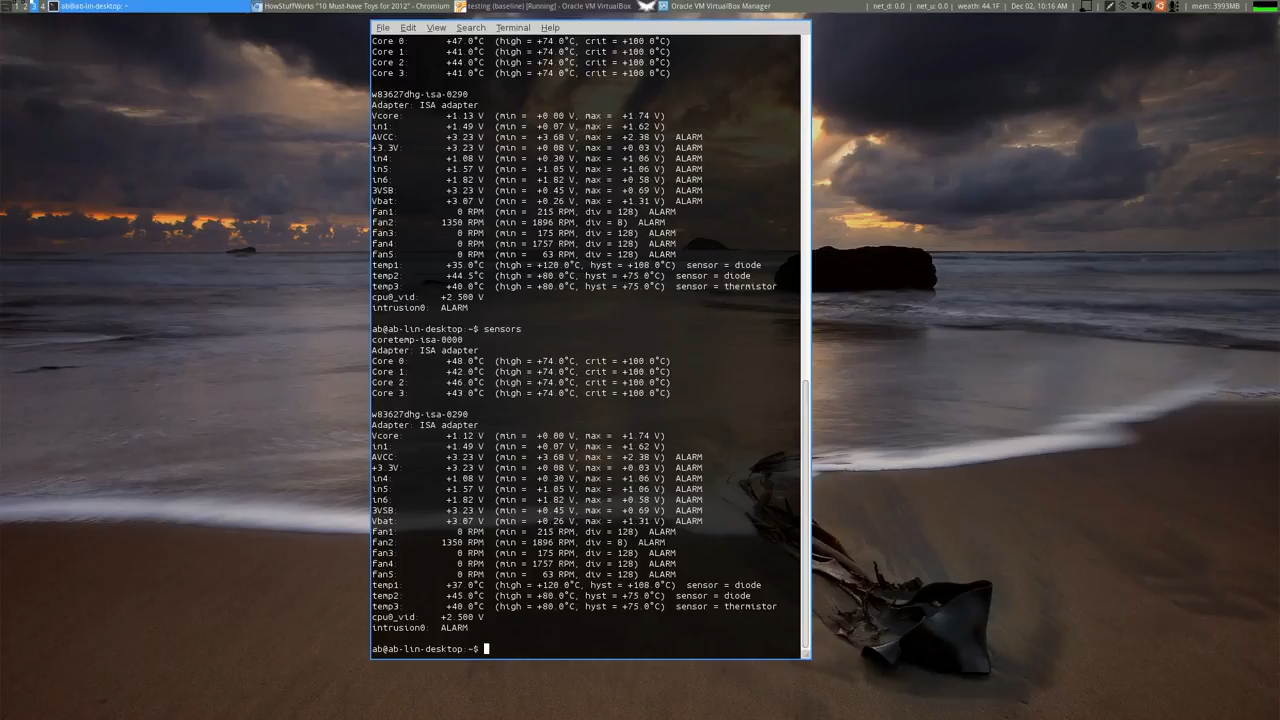 1 2 3 4 ab@ab-lin-desktop: ~ HowStuffWorks "10 Must-have Toys for 2012" - Chromium testing (baseline) [Running] - Oracle VM VirtualBox Oracle VM VirtualBox Manager net_d: 0.0 net_u: 0.0 weath: 44.1F Dec 02, 10:16 AM mem: 3993MB
File Edit View Search Terminal Help
Core 0: +47.0°C (high = +74.0°C, crit = +100.0°C)
Core 1: +41.0°C (high = +74.0°C, crit = +100.0°C)
Core 2: +44.0°C (high = +74.0°C, crit = +100.0°C)
Core 3: +41.0°C (high = +74.0°C, crit = +100.0°C)
w83627dhg-isa-0290
Adapter: ISA adapter
Vcore: +1.13 V (min = +0.00 V, max = +1.74 V)
in1: +1.49 V (min = +0.07 V, max = +1.62 V)
AVCC: +3.23 V (min = +3.68 V, max = +2.38 V) ALARM
+3.3V: +3.23 V (min = +0.08 V, max = +0.03 V) ALARM
in4: +1.08 V (min = +0.30 V, max = +1.06 V) ALARM
in5: +1.57 V (min = +1.05 V, max = +1.06 V) ALARM
in6: +1.82 V (min = +1.82 V, max = +0.58 V) ALARM
3VSB: +3.23 V (min = +0.45 V, max = +0.69 V) ALARM
Vbat: +3.07 V (min = +0.26 V, max = +1.31 V) ALARM
fan1: 0 RPM (min = 215 RPM, div = 128) ALARM
fan2: 1350 RPM (min = 1896 RPM, div = 8) ALARM
fan3: 0 RPM (min = 175 RPM, div = 128) ALARM
fan4: 0 RPM (min = 1757 RPM, div = 128) ALARM
fan5: 0 RPM (min = 63 RPM, div = 128) ALARM
temp1: +35.0°C (high = +120.0°C, hyst = +108.0°C) sensor = diode
temp2: +44.5°C (high = +80.0°C, hyst = +75.0°C) sensor = diode
temp3: +40.0°C (high = +80.0°C, hyst = +75.0°C) sensor = thermistor
cpu0_vid: +2.500 V
intrusion0: ALARM
ab@ab-lin-desktop:~$ sensors
coretemp-isa-0000
Adapter: ISA adapter
Core 0: +48.0°C (high = +74.0°C, crit = +100.0°C)
Core 1: +42.0°C (high = +74.0°C, crit = +100.0°C)
Core 2: +46.0°C (high = +74.0°C, crit = +100.0°C)
Core 3: +43.0°C (high = +74.0°C, crit = +100.0°C)
w83627dhg-isa-0290
Adapter: ISA adapter
Vcore: +1.12 V (min = +0.00 V, max = +1.74 V)
in1: +1.49 V (min = +0.07 V, max = +1.62 V)
AVCC: +3.23 V (min = +3.68 V, max = +2.38 V) ALARM
+3.3V: +3.23 V (min = +0.08 V, max = +0.03 V) ALARM
in4: +1.08 V (min = +0.30 V, max = +1.06 V) ALARM
in5: +1.57 V (min = +1.05 V, max = +1.06 V) ALARM
in6: +1.82 V (min = +1.82 V, max = +0.58 V) ALARM
3VSB: +3.23 V (min = +0.45 V, max = +0.69 V) ALARM
Vbat: +3.07 V (min = +0.26 V, max = +1.31 V) ALARM
fan1: 0 RPM (min = 215 RPM, div = 128) ALARM
fan2: 1350 RPM (min = 1896 RPM, div = 8) ALARM
fan3: 0 RPM (min = 175 RPM, div = 128) ALARM
fan4: 0 RPM (min = 1757 RPM, div = 128) ALARM
fan5: 0 RPM (min = 63 RPM, div = 128) ALARM
temp1: +37.0°C (high = +120.0°C, hyst = +108.0°C) sensor = diode
temp2: +45.0°C (high = +80.0°C, hyst = +75.0°C) sensor = diode
temp3: +40.0°C (high = +80.0°C, hyst = +75.0°C) sensor = thermistor
cpu0_vid: +2.500 V
intrusion0: ALARM
ab@ab-lin-desktop:~$